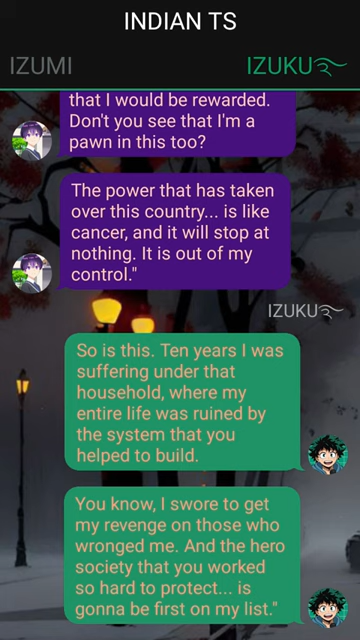 INDIAN TS
IZUMI
IZUKU
that I would be rewarded.
Don't you see that I'm a
pawn in this too?
The power that has taken
over this country... is like
cancer, and it will stop at
nothing. It is out of my
control."
IZUKU
So is this. Ten years I was
suffering under that
household, where my
entire life was ruined by
the system that you
helped to build.
You know, I swore to get
my revenge on those who
wronged me. And the hero
society that you worked
so hard to protect... is
gonna be first on my list."